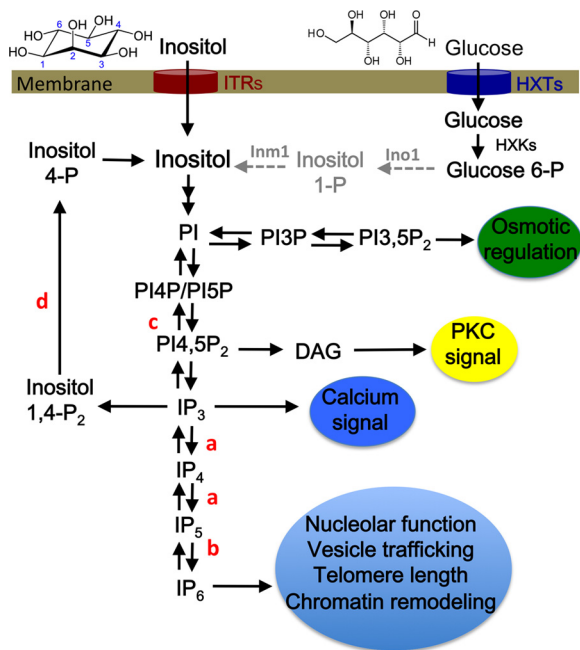 HO
6
OH
OH
4
OH
HO
5
HO
1
2
3
OH
Inositol
OH
OH
O
HO
H
OH
OH
Glucose
Membrane
ITRs
HXTs
Glucose
HXKs
Inositol
4-P
Inositol
Inm1
Inositol
1-P
Ino1
Glucose 6-P
PI
PI3P
PI3,5P₂
Osmotic
regulation
PI4P/PI5P
d
c
PI4,5P₂
DAG
PKC
signal
Inositol
1,4-P₂
IP₃
Calcium
signal
a
IP₄
a
IP₅
b
IP₆
Nucleolar function
Vesicle trafficking
Telomere length
Chromatin remodeling